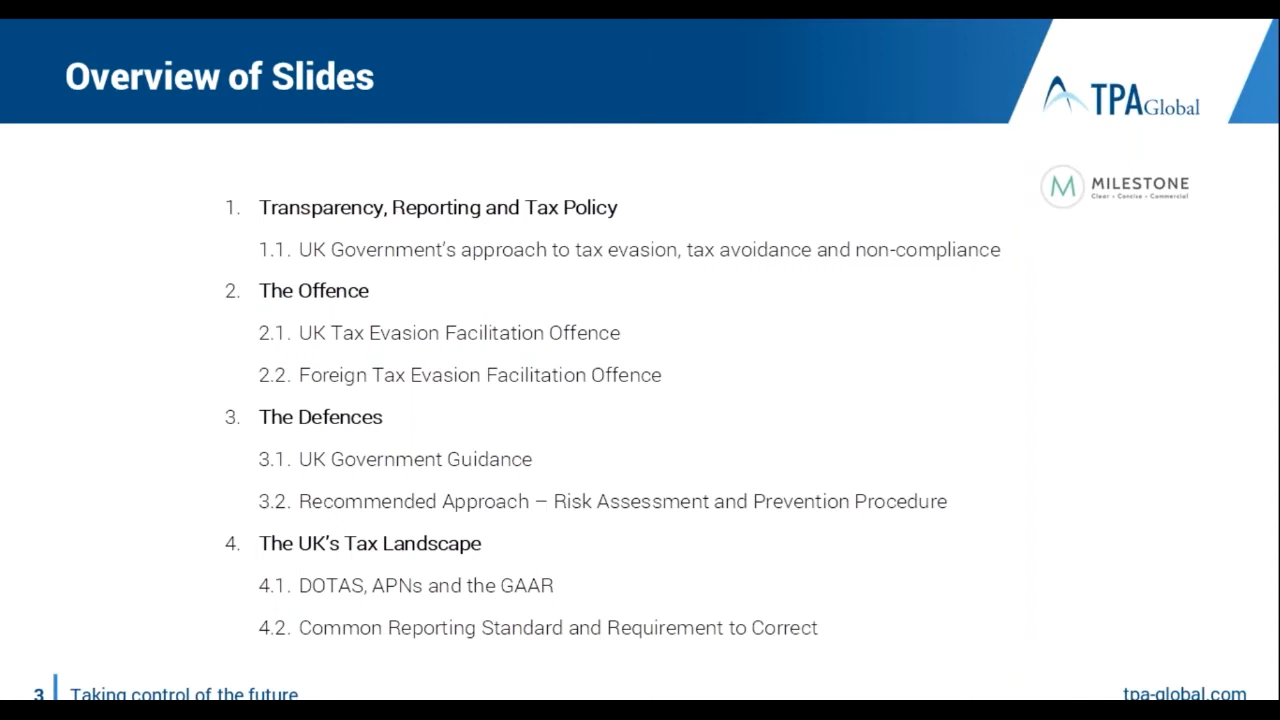 Overview of Slides
TPA Global
MILESTONE
Clear • Concise • Commercial
1. Transparency, Reporting and Tax Policy
1.1. UK Government's approach to tax evasion, tax avoidance and non-compliance
2. The Offence
2.1. UK Tax Evasion Facilitation Offence
2.2. Foreign Tax Evasion Facilitation Offence
3. The Defences
3.1. UK Government Guidance
3.2. Recommended Approach – Risk Assessment and Prevention Procedure
4. The UK's Tax Landscape
4.1. DOTAS, APNs and the GAAR
4.2. Common Reporting Standard and Requirement to Correct
3 Taking control of the future
tpa-global.com